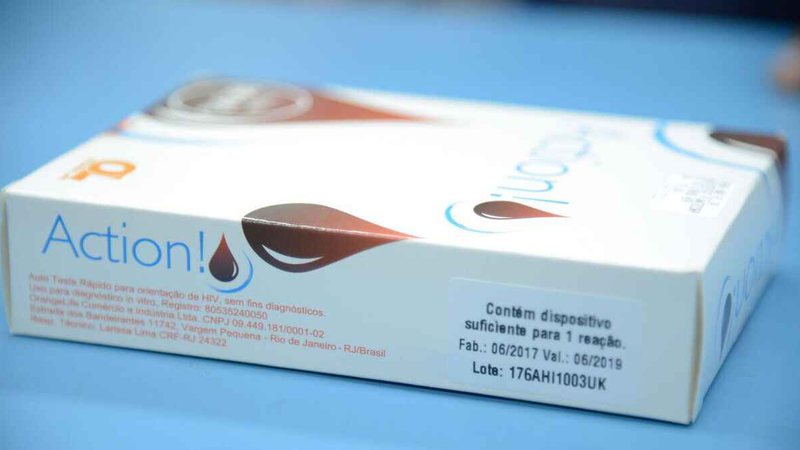 Action!
Auto Teste Rápido para orientação de HIV, sem fins diagnósticos.
Uso para diagnóstico in vitro, Registro: 80535240050
OrangeLife Comércio e Indústria Ltda. CNPJ 09.449.181/0001-02
Estrada dos Bandeirantes 11742, Vargem Pequena - Rio de Janeiro - RJ/Brasil
Resp. Técnico: Larissa Lima CRF-RJ 24322
Contém dispositivo
suficiente para 1 reação.
Fab.: 06/2017 Val.: 06/2019
Lote: 176AHI1003UK
Action!